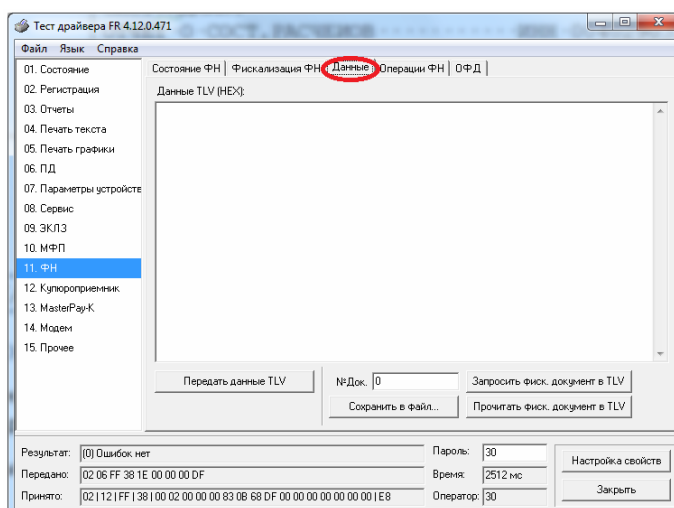 Тест драйвера FR 4.12.0.471
Файл Язык Справка
01. Состояние
02. Регистрация
03. Отчеты
04. Печать текста
05. Печать графики
06. ПД
07. Параметры устройств
08. Сервис
09. ЭКЛЗ
10. МФП
11. ФН
12. Купюроприемник
13. MasterPay-K
14. Модем
15. Прочее
Состояние ФН Фискализация ФН Данные Операции ФН ОФД
Данные TLV (HEX):
Передать данные TLV
№Док. 0
Запросить фиск. документ в TLV
Сохранить в файл...
Прочитать фиск. документ в TLV
Результат: (0) Ошибок нет
Пароль: 30
Настройка свойств
Передано: 02 06 FF 38 1E 00 00 00 DF
Время: 2512 мс
Принято: 02 | 12 | FF | 38 | 00 02 00 00 00 83 0B 68 DF 00 00 00 00 00 00 00 | E8
Оператор: 30
Закрыть